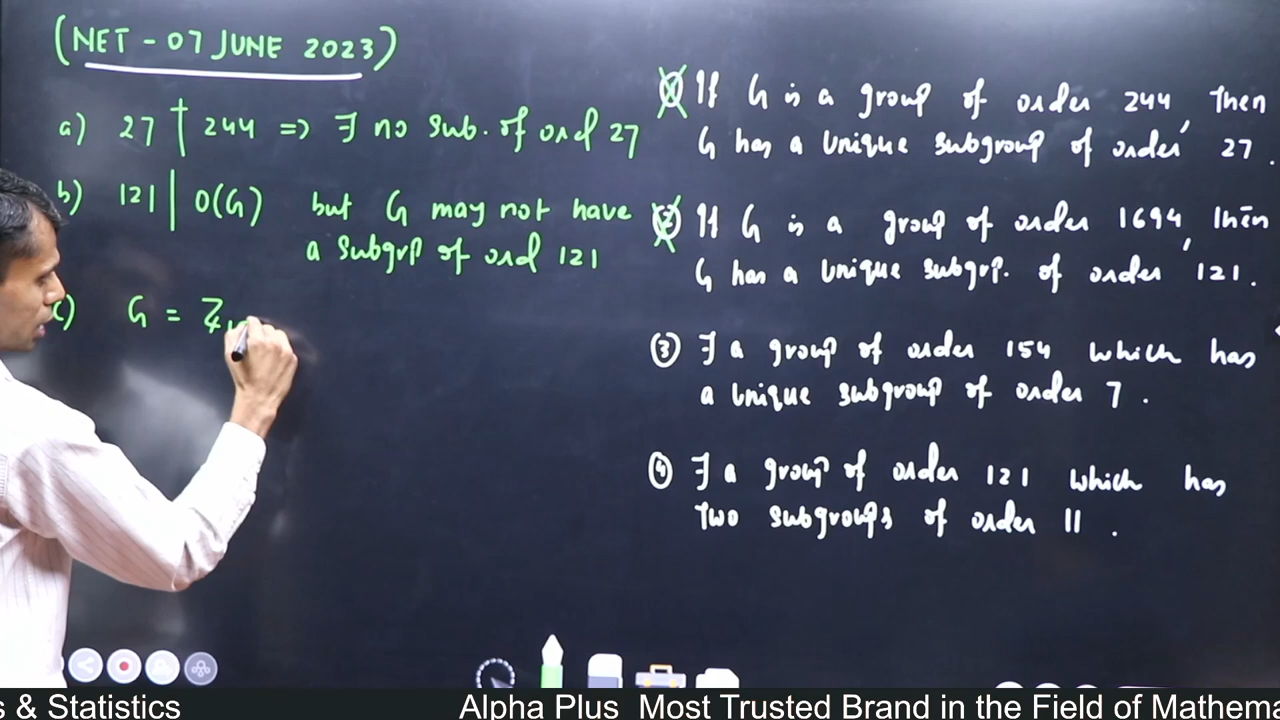 (NET - 07 JUNE 2023)
a) 27 ∤ 244 => ∃ no sub. of ord 27
b) 121 | O(G) but G may not have
a subgrp of ord 121
c) G = Z
(1) If G is a group of order 244, Then
G has a unique subgroup of order 27.
(2) If G is a group of order 1694, Then
G has a unique subgrp. of order 121.
(3) ∃ a group of order 154 which has
a unique subgroup of order 7.
(4) ∃ a group of order 121 which has
Two subgroups of order 11.
s & Statistics Alpha Plus Most Trusted Brand in the Field of Mathema